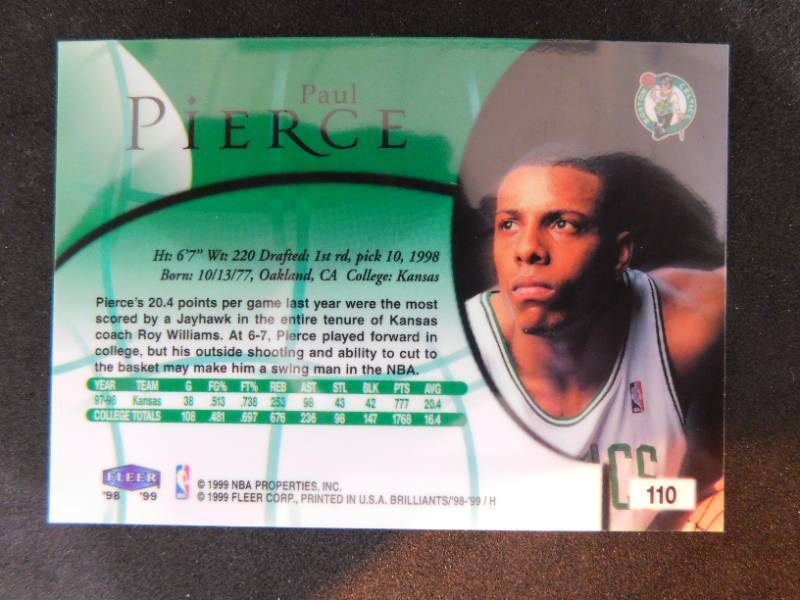 Paul
PIERCE
BOSTON CELTICS
Ht: 6'7" Wt: 220 Drafted: 1st rd, pick 10, 1998
Born: 10/13/77, Oakland, CA College: Kansas
Pierce's 20.4 points per game last year were the most
scored by a Jayhawk in the entire tenure of Kansas
coach Roy Williams. At 6-7, Pierce played forward in
college, but his outside shooting and ability to cut to
the basket may make him a swing man in the NBA.
YEAR TEAM G FG% FT% REB AST STL BLK PTS AVG
97-98 Kansas 38 .513 .738 253 98 43 42 777 20.4
COLLEGE TOTALS 108 .481 .697 676 236 98 147 1768 16.4
FLEER
'98 '99
© 1999 NBA PROPERTIES, INC.
© 1999 FLEER CORP., PRINTED IN U.S.A. BRILLIANTS/'98-'99 / H
ICS
110